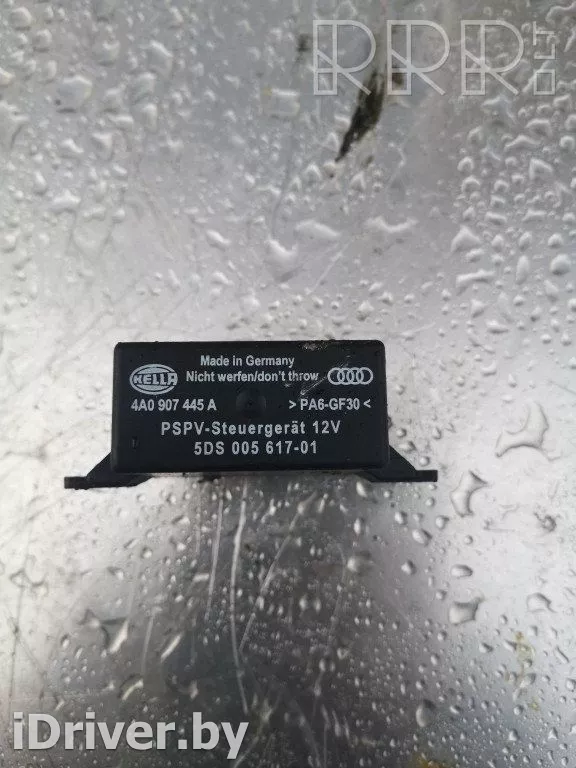 RRR.LT
Made in Germany
HELLA
Nicht werfen/don't throw
4A0 907 445 A
> PA6-GF30 <
PSPV-Steuergerät 12V
5DS 005 617-01
iDriver.by